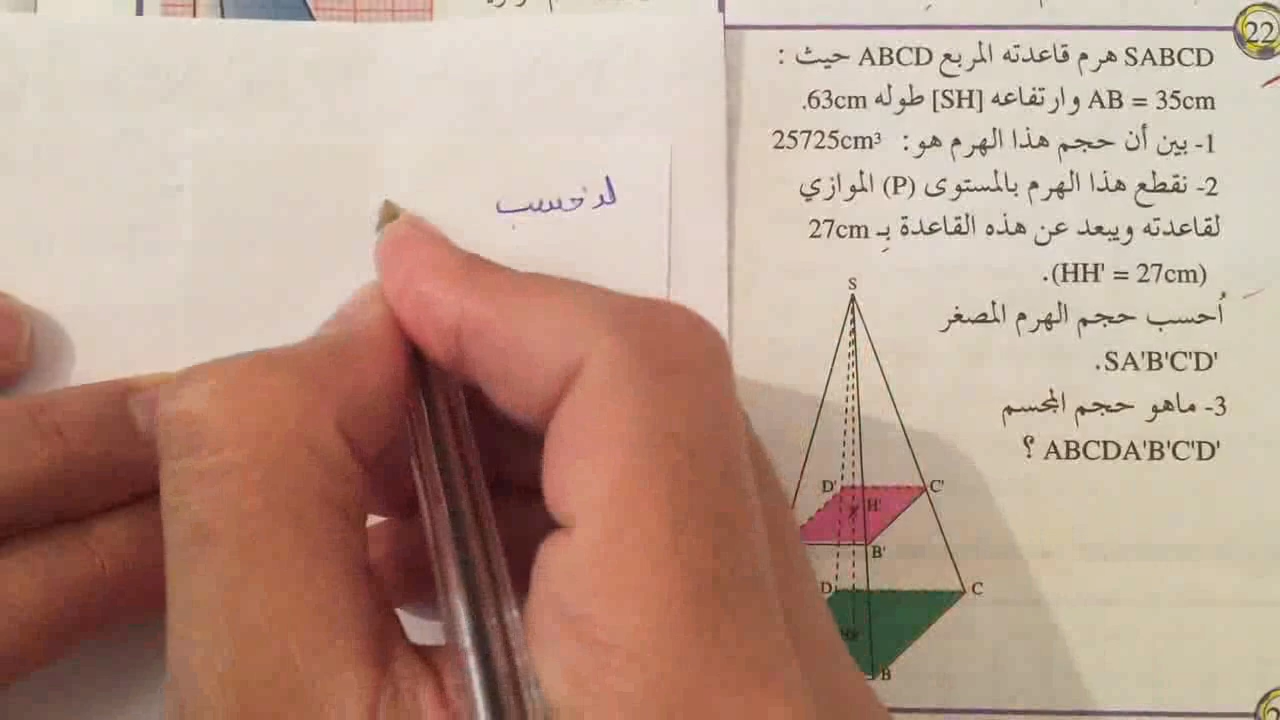 22
SABCD هرم قاعدته المربع ABCD حيث :
AB = 35cm وارتفاعه [SH] طوله 63cm.
1- بين أن حجم هذا الهرم هو : 25725cm³
2- نقطع هذا الهرم بالمستوى (P) الموازي
لقاعدته ويبعد عن هذه القاعدة بِـ 27cm
(HH' = 27cm).
أُحسب حجم الهرم المصغر
SA'B'C'D'.
3- ماهو حجم المجسم
ABCDA'B'C'D' ؟
لنحسب
S
D' C'
H'
B'
D C
B